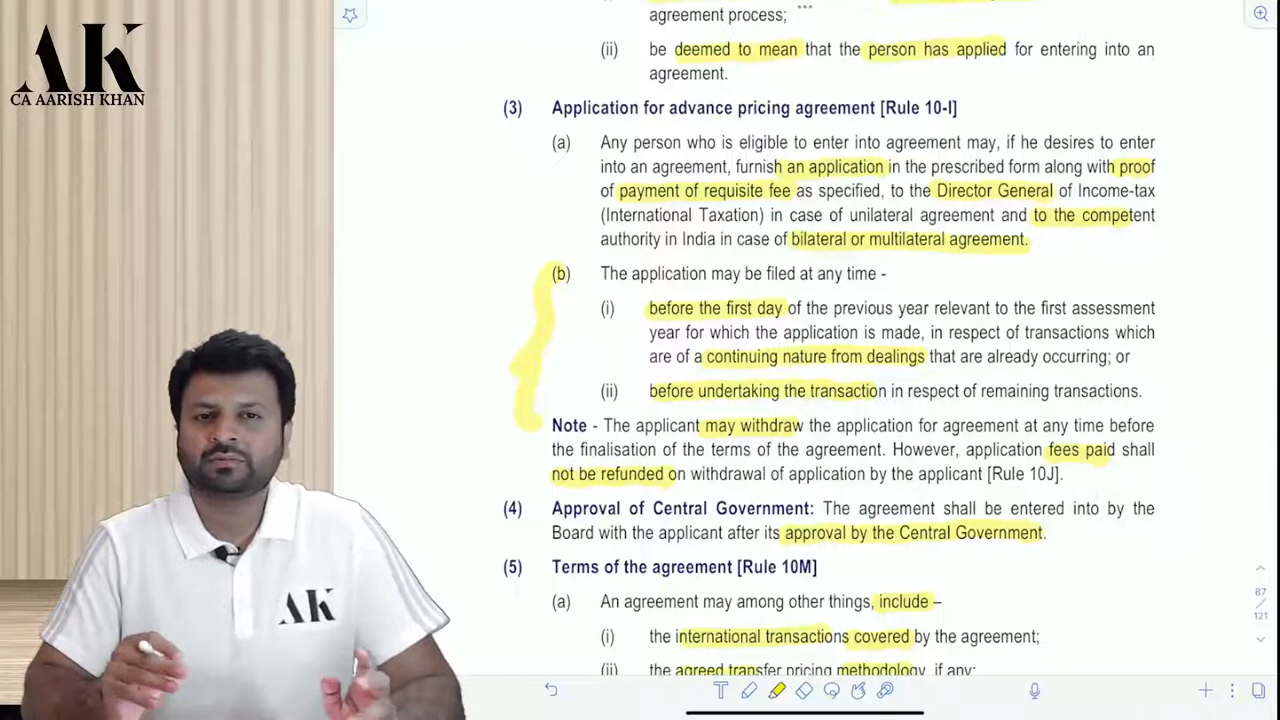 AK
CA AARISH KHAN
agreement process;
(ii) be deemed to mean that the person has applied for entering into an
agreement.
(3) Application for advance pricing agreement [Rule 10-I]
(a) Any person who is eligible to enter into agreement may, if he desires to enter
into an agreement, furnish an application in the prescribed form along with proof
of payment of requisite fee as specified, to the Director General of Income-tax
(International Taxation) in case of unilateral agreement and to the competent
authority in India in case of bilateral or multilateral agreement.
(b) The application may be filed at any time -
(i) before the first day of the previous year relevant to the first assessment
year for which the application is made, in respect of transactions which
are of a continuing nature from dealings that are already occurring; or
(ii) before undertaking the transaction in respect of remaining transactions.
Note - The applicant may withdraw the application for agreement at any time before
the finalisation of the terms of the agreement. However, application fees paid shall
not be refunded on withdrawal of application by the applicant [Rule 10J].
(4) Approval of Central Government: The agreement shall be entered into by the
Board with the applicant after its approval by the Central Government.
(5) Terms of the agreement [Rule 10M]
(a) An agreement may among other things, include –
(i) the international transactions covered by the agreement;
(ii) the agreed transfer pricing methodology, if any;
AK
87
/
121
T